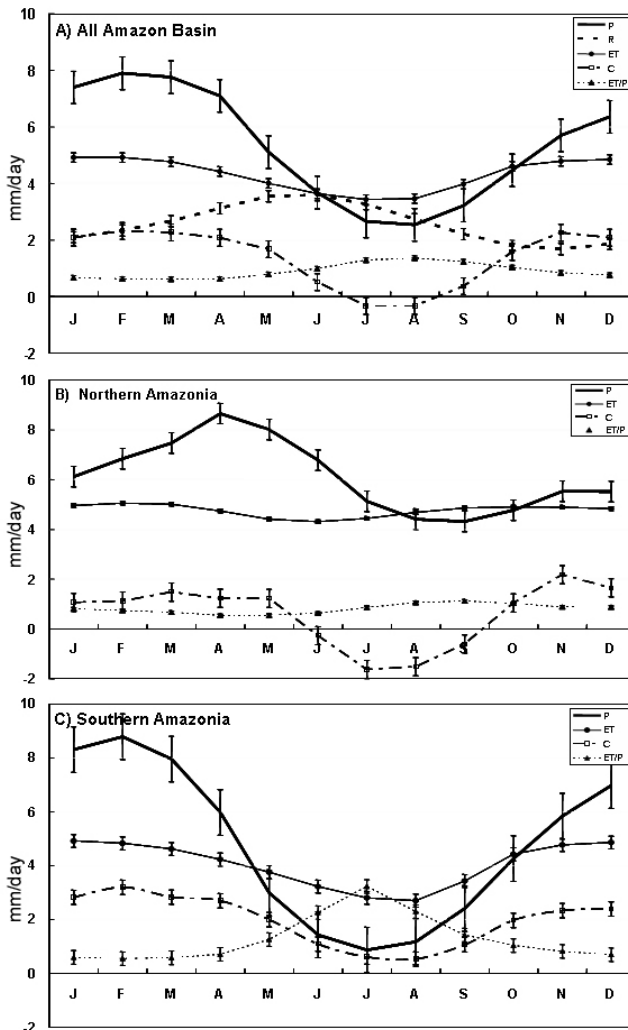 A) All Amazon Basin
P
R
ET
C
ET/P
10
8
6
4
2
0
-2
mm/day
J F M A M J J A S O N D
B) Northern Amazonia
P
ET
C
ET/P
10
8
6
4
2
0
-2
mm/day
J F M A M J J A S O N D
C) Southern Amazonia
P
ET
C
ET/P
10
8
6
4
2
0
-2
mm/day
J F M A M J J A S O N D